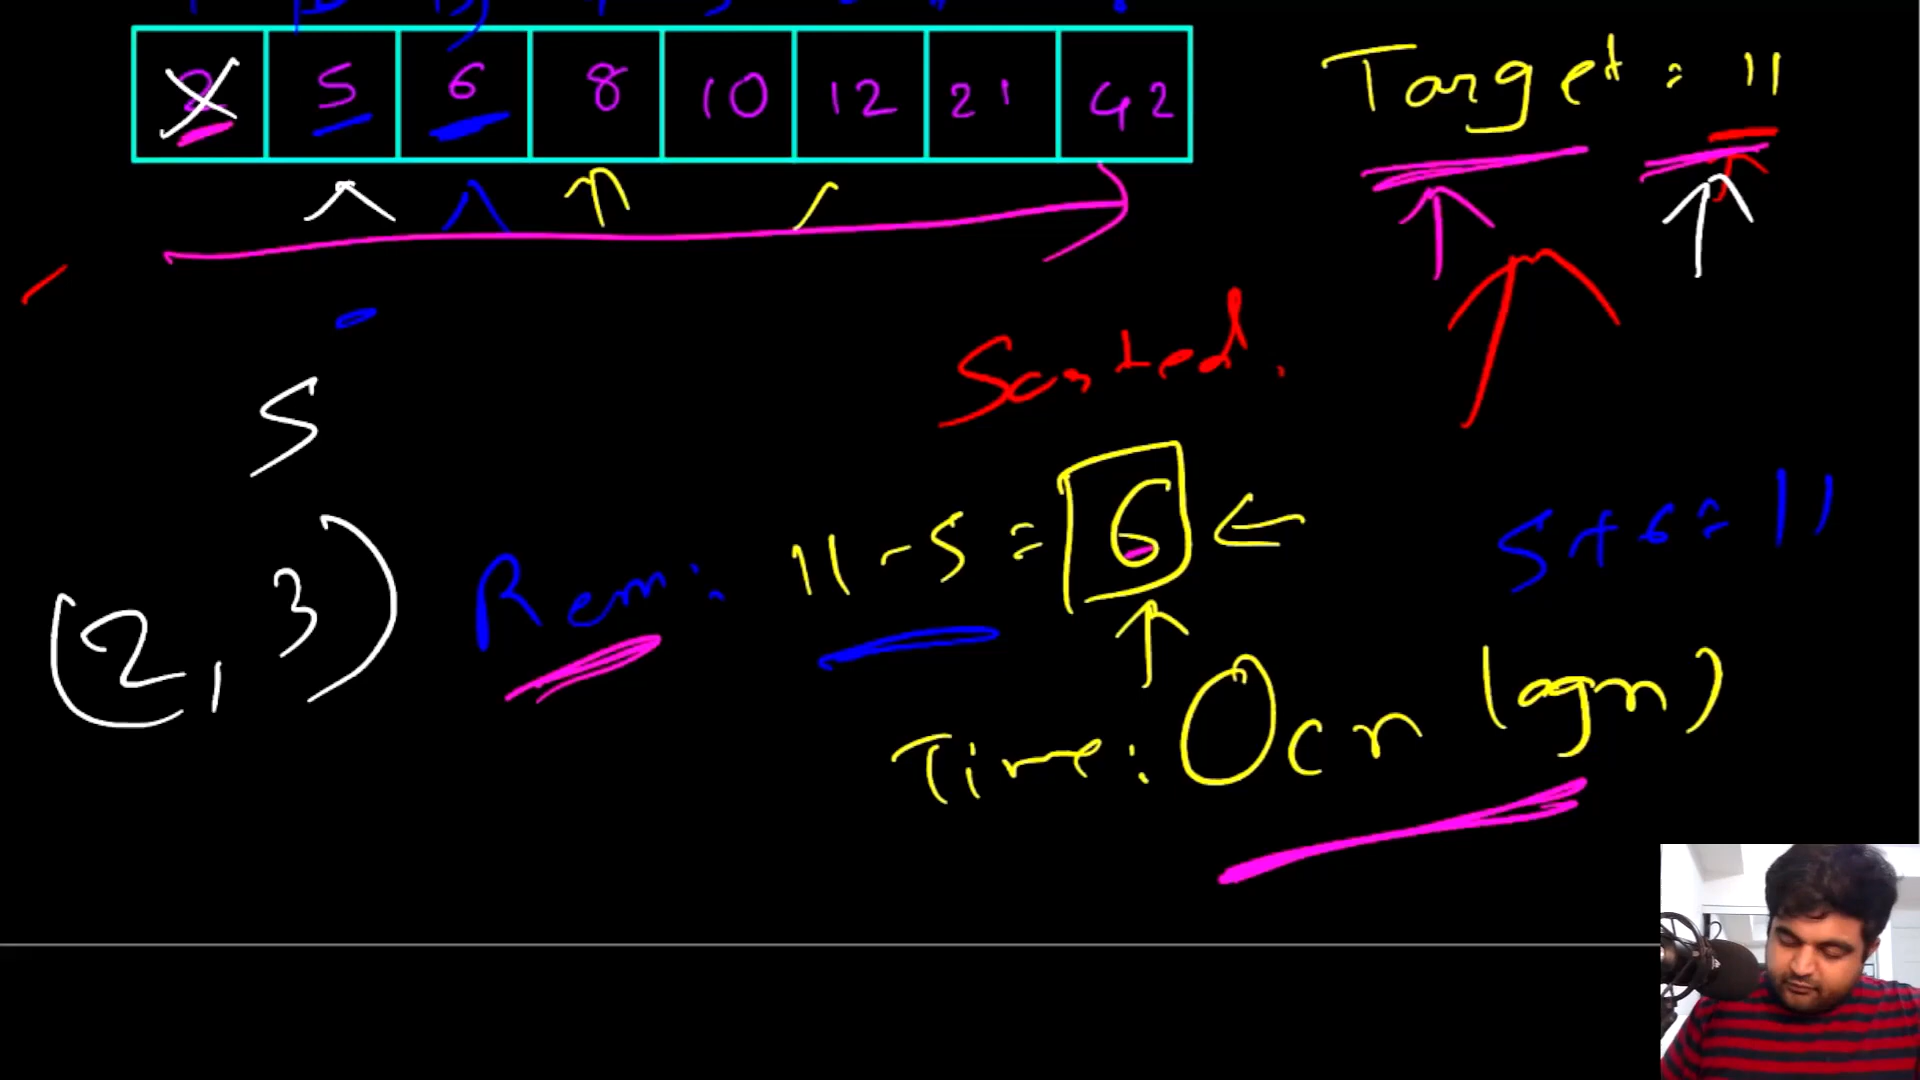 2 5 6 8 10 12 21 42
Target = 11
Sorted.
5
Rem: 11 - 5 = 6
5 + 6 = 11
(2, 3)
Time: O(n logn)